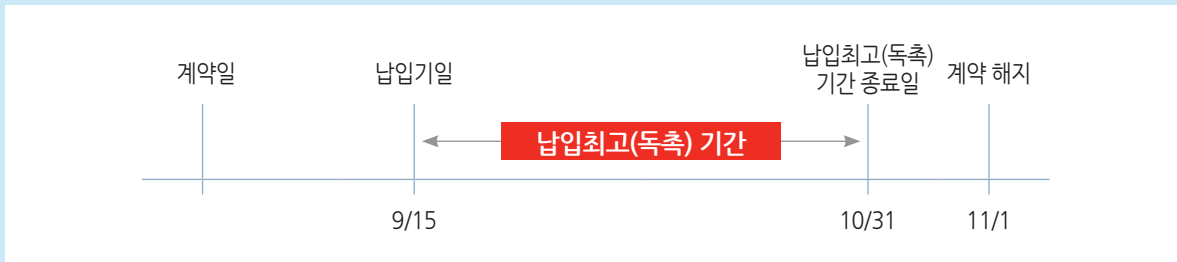 계약일
납입기일
납입최고(독촉)
기간 종료일
계약 해지
납입최고(독촉) 기간
9/15
10/31
11/1